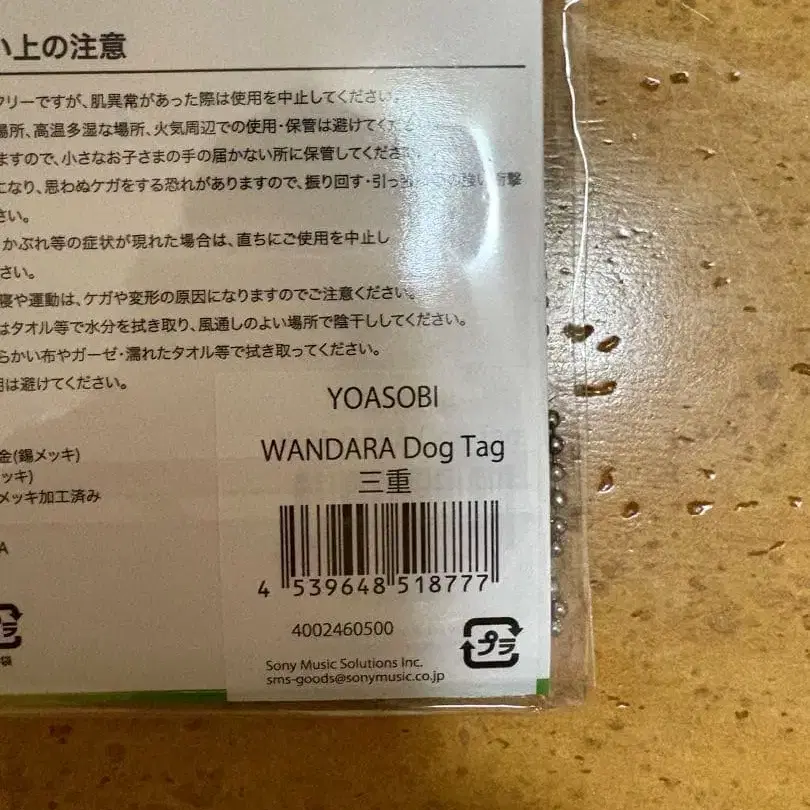 い上の注意
フリーですが、肌異常があった際は使用を中止してください。
場所、高温多湿な場所、火気周辺での使用・保管は避けてくだ
ますので、小さなお子さまの手の届かない所に保管してくださ
になり、思わぬケガをする恐れがありますので、振り回す・引っ張 の強い衝撃
さい。
かぶれ等の症状が現れた場合は、直ちにご使用を中止し
ださい。
寝や運動は、ケガや変形の原因になりますのでご注意ください。
はタオル等で水分を拭き取り、風通しのよい場所で陰干ししてください。
らかい布やガーゼ・濡れたタオル等で拭き取ってください。
用は避けてください。
金(錫メッキ)
ッキ)
メッキ加工済み
A
プラ
袋
YOASOBI
WANDARA Dog Tag
三重
4 539648 518777
4002460500
プラ
Sony Music Solutions Inc.
sms-goods@sonymusic.co.jp